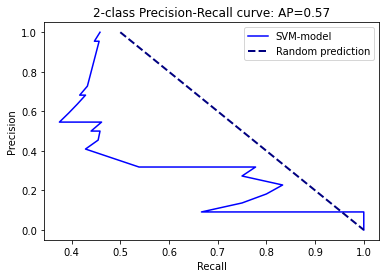 2-class Precision-Recall curve: AP=0.57
SVM-model
Random prediction
Precision
1.0
0.8
0.6
0.4
0.2
0.0
0.4 0.5 0.6 0.7 0.8 0.9 1.0
Recall